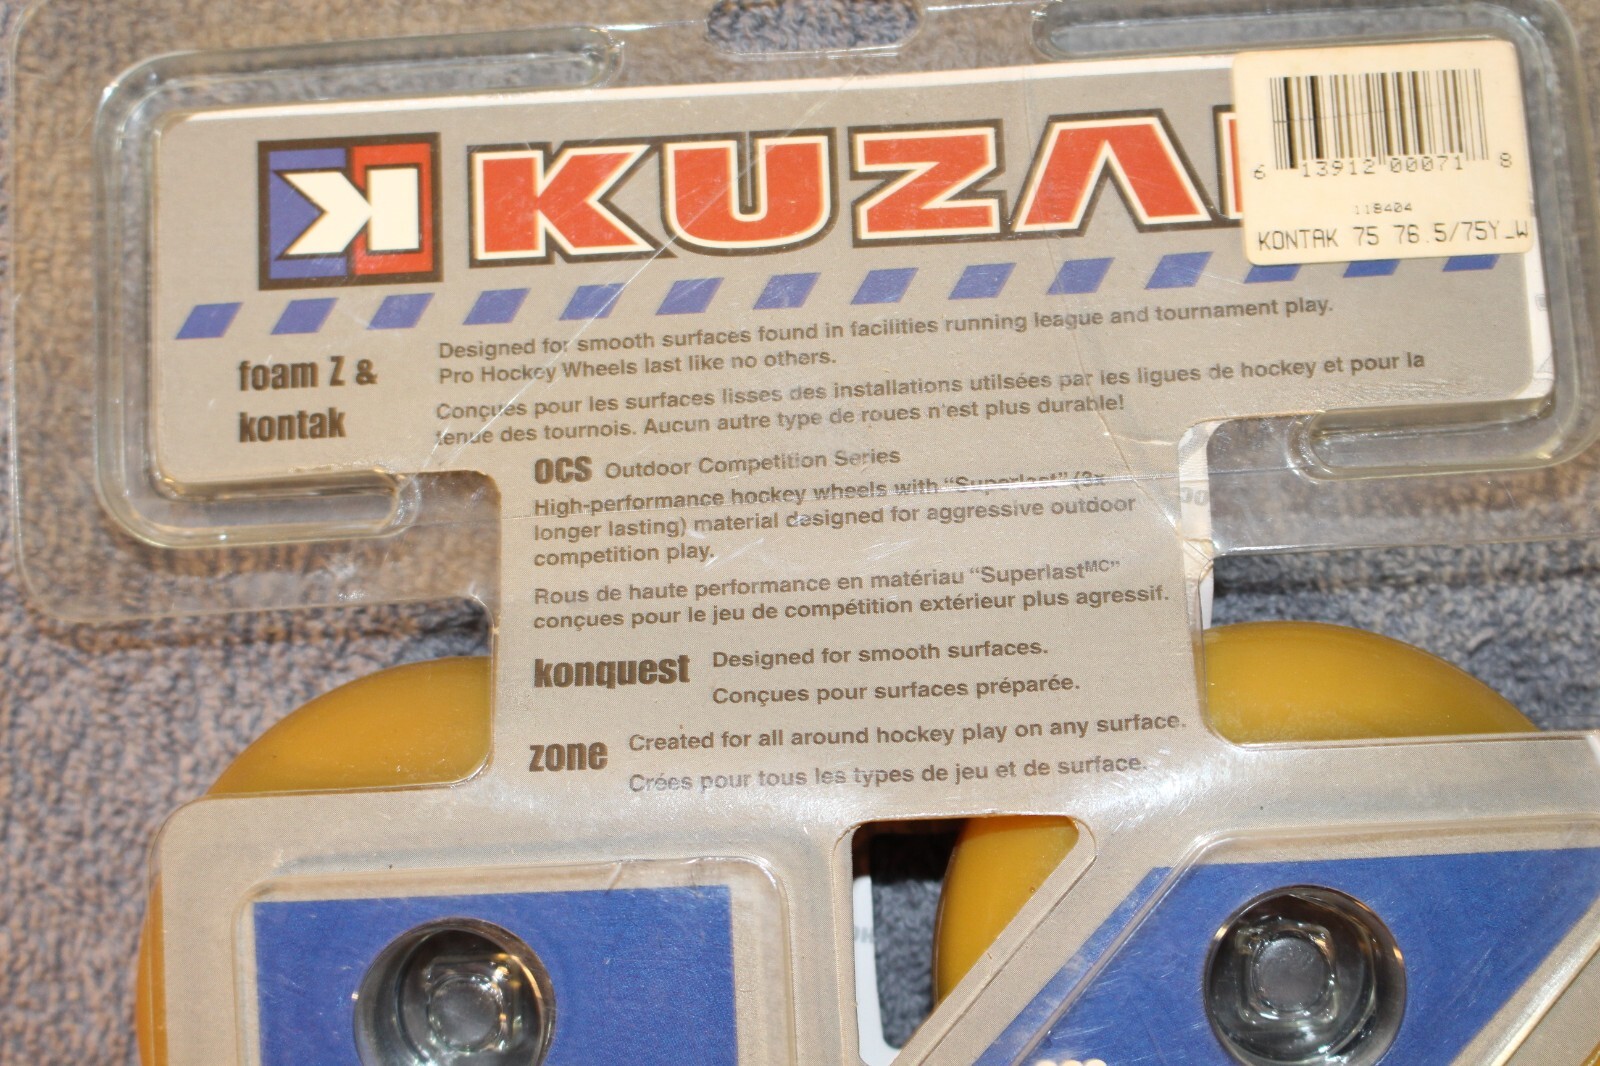 KUZA
6 13912 00071 8
118404
KONTAK 75 76.5/75Y_W
foam Z &
kontak
Designed for smooth surfaces found in facilities running league and tournament play.
Pro Hockey Wheels last like no others.
Conçues pour les surfaces lisses des installations utilsées par les ligues de hockey et pour la
tenue des tournois. Aucun autre type de roues n'est plus durable!
OCS Outdoor Competition Series
High-performance hockey wheels with "Superlast" (3x
longer lasting) material designed for aggressive outdoor
competition play.
Rous de haute performance en matériau "SuperlastMC"
conçues pour le jeu de compétition extérieur plus agressif.
konquest
Designed for smooth surfaces.
Conçues pour surfaces préparée.
zone
Created for all around hockey play on any surface.
Crées pour tous les types de jeu et de surface.